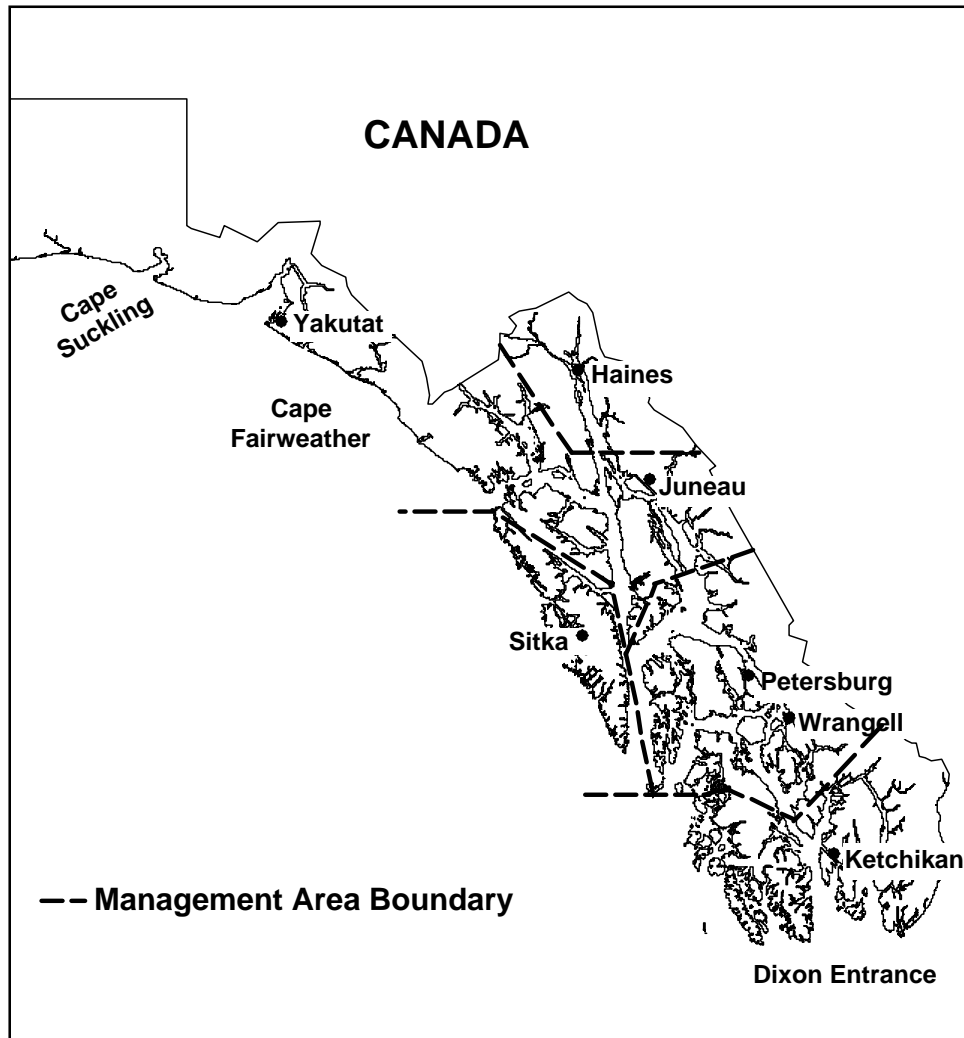 CANADA
Cape
Suckling
Yakutat
Haines
Cape
Fairweather
Juneau
Sitka
Petersburg
Wrangell
Ketchikan
Management Area Boundary
Dixon Entrance